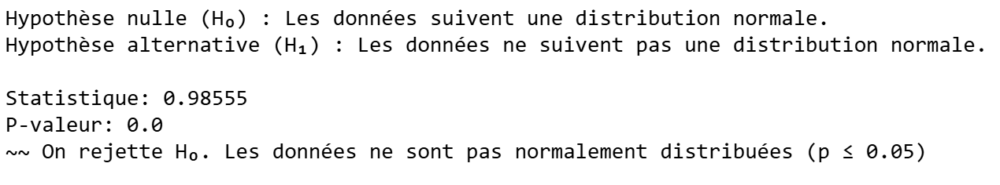 Hypothèse nulle (H₀) : Les données suivent une distribution normale.
Hypothèse alternative (H₁) : Les données ne suivent pas une distribution normale.
Statistique: 0.98555
P-valeur: 0.0
~~ On rejette H₀. Les données ne sont pas normalement distribuées (p ≤ 0.05)